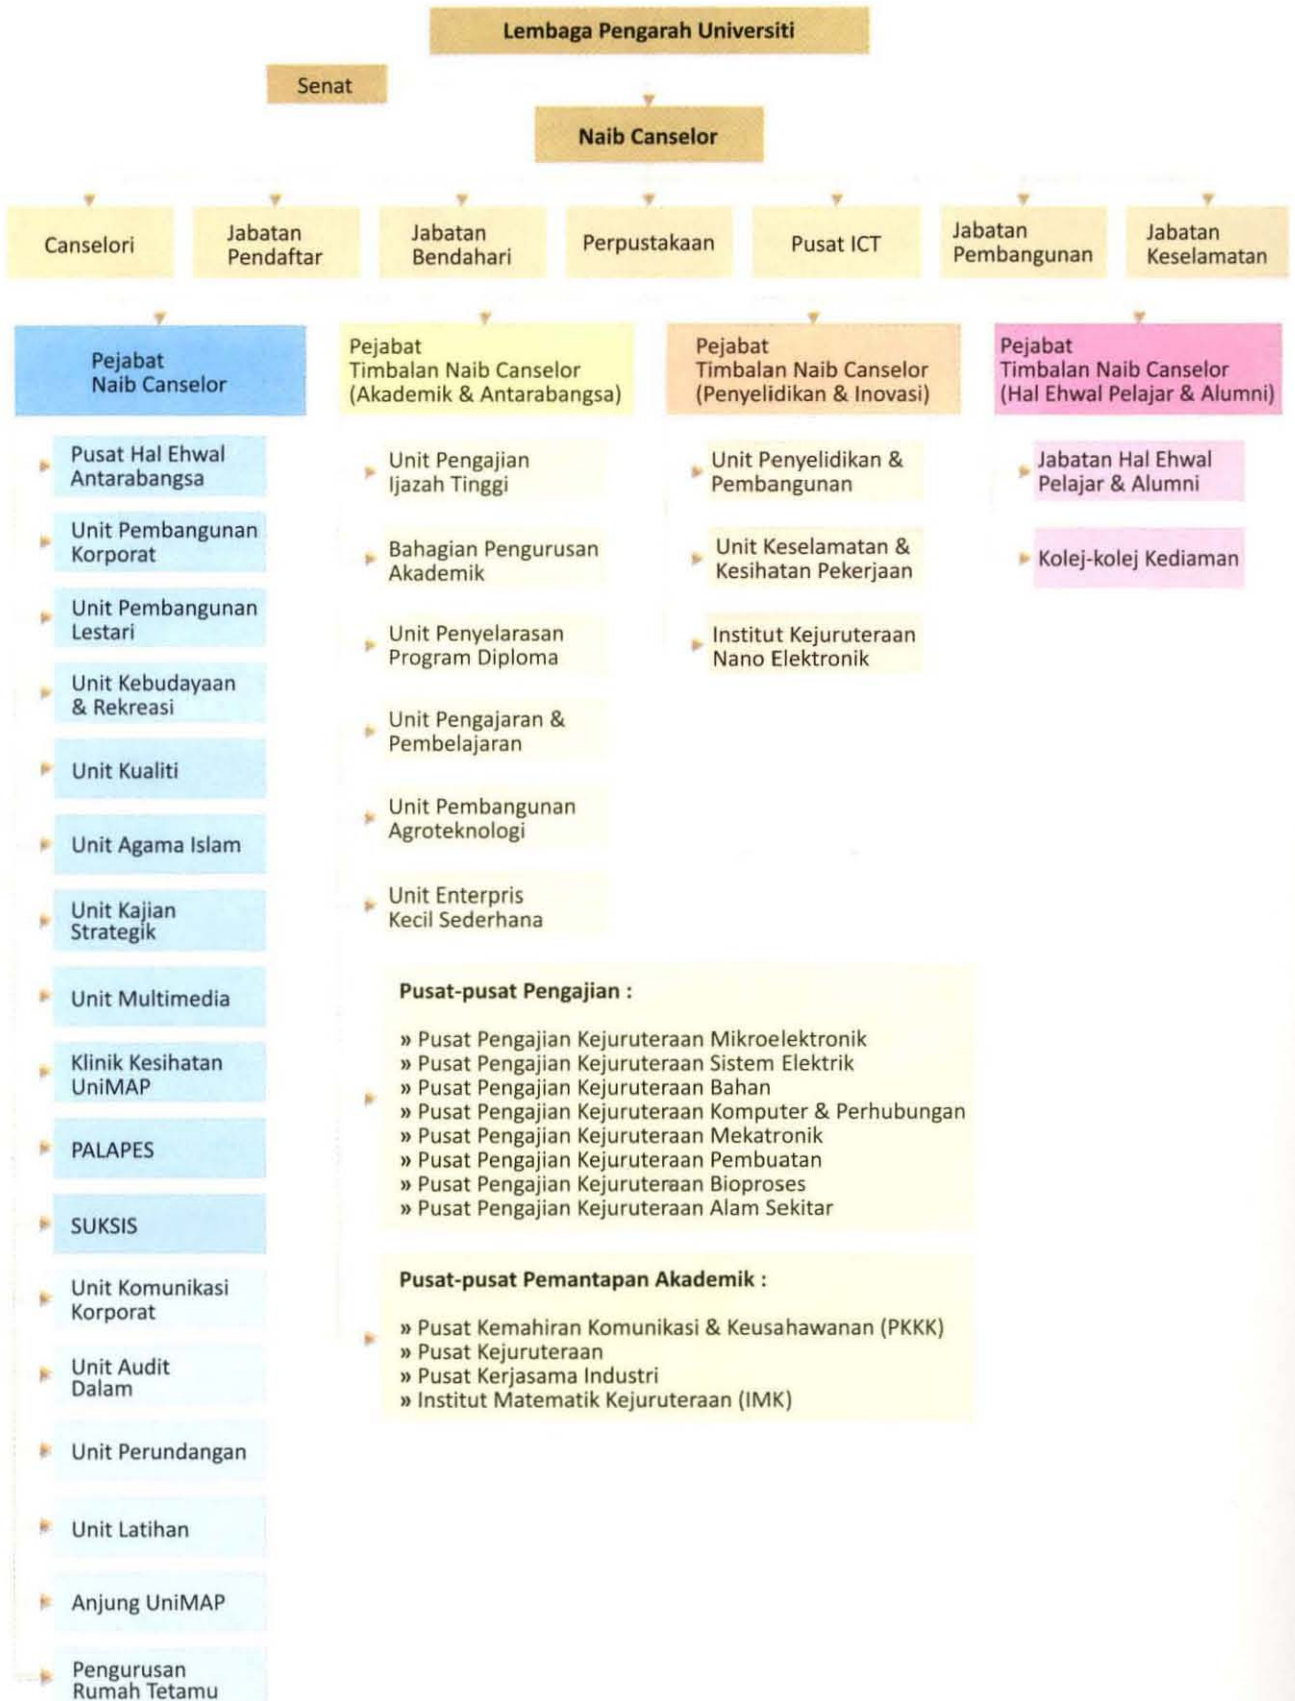 Lembaga Pengarah Universiti
Senat
Naib Canselor
Canselori
Jabatan
Pendaftar
Jabatan
Bendahari
Perpustakaan
Pusat ICT
Jabatan
Pembangunan
Jabatan
Keselamatan
Pejabat
Naib Canselor
Pusat Hal Ehwal
Antarabangsa
Unit Pembangunan
Korporat
Unit Pembangunan
Lestari
Unit Kebudayaan
& Rekreasi
Unit Kualiti
Unit Agama Islam
Unit Kajian
Strategik
Unit Multimedia
Klinik Kesihatan
UniMAP
PALAPES
SUKSIS
Unit Komunikasi
Korporat
Unit Audit
Dalam
Unit Perundangan
Unit Latihan
Anjung UniMAP
Pengurusan
Rumah Tetamu
Pejabat
Timbalan Naib Canselor
(Akademik & Antarabangsa)
Unit Pengajian
Ijazah Tinggi
Bahagian Pengurusan
Akademik
Unit Penyelarasan
Program Diploma
Unit Pengajaran &
Pembelajaran
Unit Pembangunan
Agroteknologi
Unit Enterpris
Kecil Sederhana
Pusat-pusat Pengajian :
» Pusat Pengajian Kejuruteraan Mikroelektronik
» Pusat Pengajian Kejuruteraan Sistem Elektrik
» Pusat Pengajian Kejuruteraan Bahan
» Pusat Pengajian Kejuruteraan Komputer & Perhubungan
» Pusat Pengajian Kejuruteraan Mekatronik
» Pusat Pengajian Kejuruteraan Pembuatan
» Pusat Pengajian Kejuruteraan Bioproses
» Pusat Pengajian Kejuruteraan Alam Sekitar
Pusat-pusat Pemantapan Akademik :
» Pusat Kemahiran Komunikasi & Keusahawanan (PKKK)
» Pusat Kejuruteraan
» Pusat Kerjasama Industri
» Institut Matematik Kejuruteraan (IMK)
Pejabat
Timbalan Naib Canselor
(Penyelidikan & Inovasi)
Unit Penyelidikan &
Pembangunan
Unit Keselamatan &
Kesihatan Pekerjaan
Institut Kejuruteraan
Nano Elektronik
Pejabat
Timbalan Naib Canselor
(Hal Ehwal Pelajar & Alumni)
Jabatan Hal Ehwal
Pelajar & Alumni
Kolej-kolej Kediaman